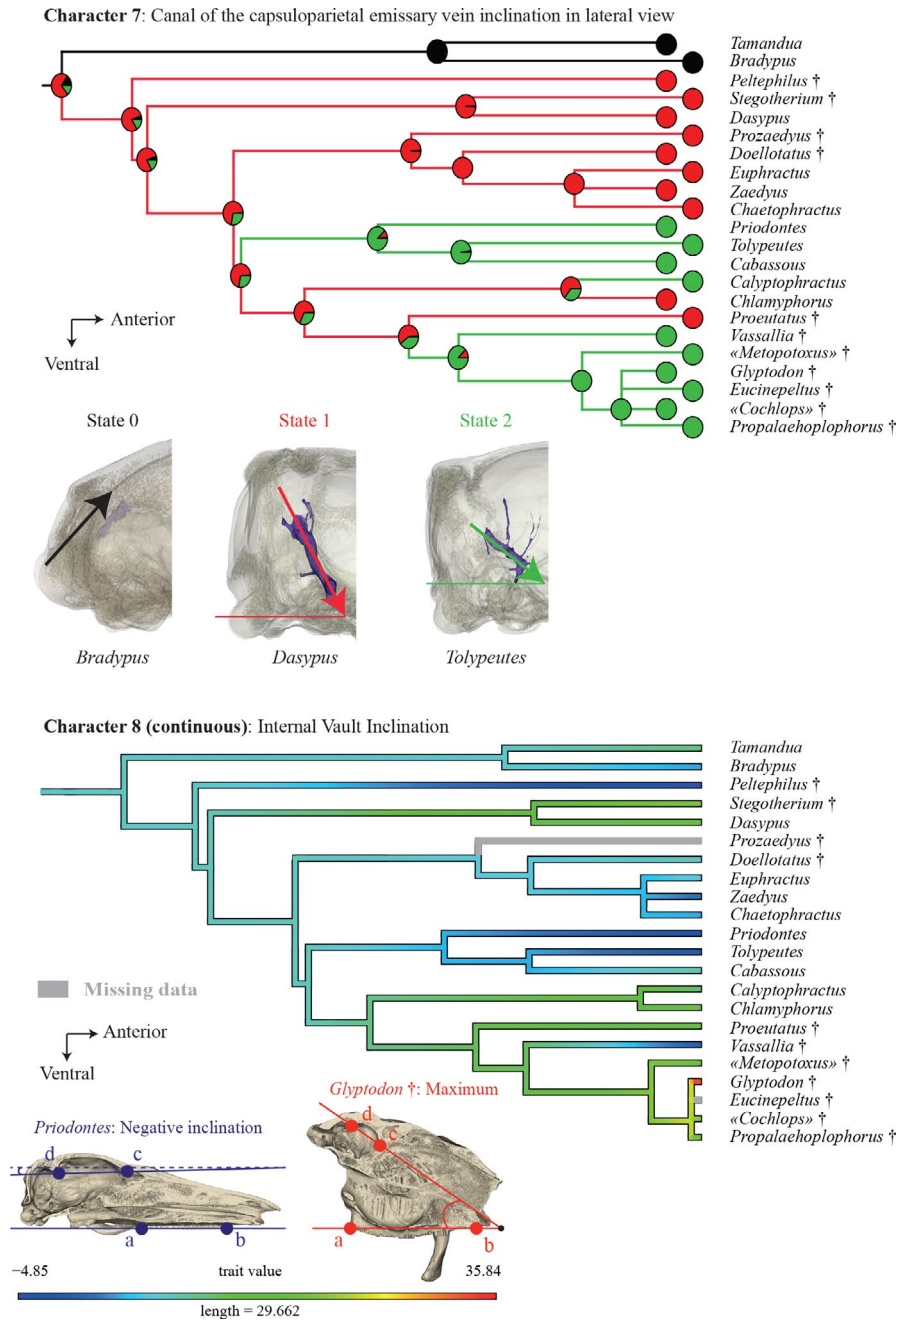 Character 7: Canal of the capsuloparietal emissary vein inclination in lateral view
Tamandua
Bradypus
Peltephilus †
Stegotherium †
Dasypus
Prozaedyus †
Doellotatus †
Euphractus
Zaedyus
Chaetophractus
Priodontes
Tolypeutes
Cabassous
Calyptophractus
Chlamyphorus
Proeutatus †
Vassallia †
«Metopotoxus» †
Glyptodon †
Eucinepeltus †
«Cochlops» †
Propalaehoplophorus †
Anterior
Ventral
State 0
State 1
State 2
Bradypus
Dasypus
Tolypeutes
Character 8 (continuous): Internal Vault Inclination
Tamandua
Bradypus
Peltephilus †
Stegotherium †
Dasypus
Prozaedyus †
Doellotatus †
Euphractus
Zaedyus
Chaetophractus
Priodontes
Tolypeutes
Cabassous
Calyptophractus
Chlamyphorus
Proeutatus †
Vassallia †
«Metopotoxus» †
Glyptodon †
Eucinepeltus †
«Cochlops» †
Propalaehoplophorus †
Missing data
Anterior
Ventral
Priodontes: Negative inclination
d
c
a
b
Glyptodon †: Maximum
d
c
a
b
−4.85
trait value
35.84
length = 29.662